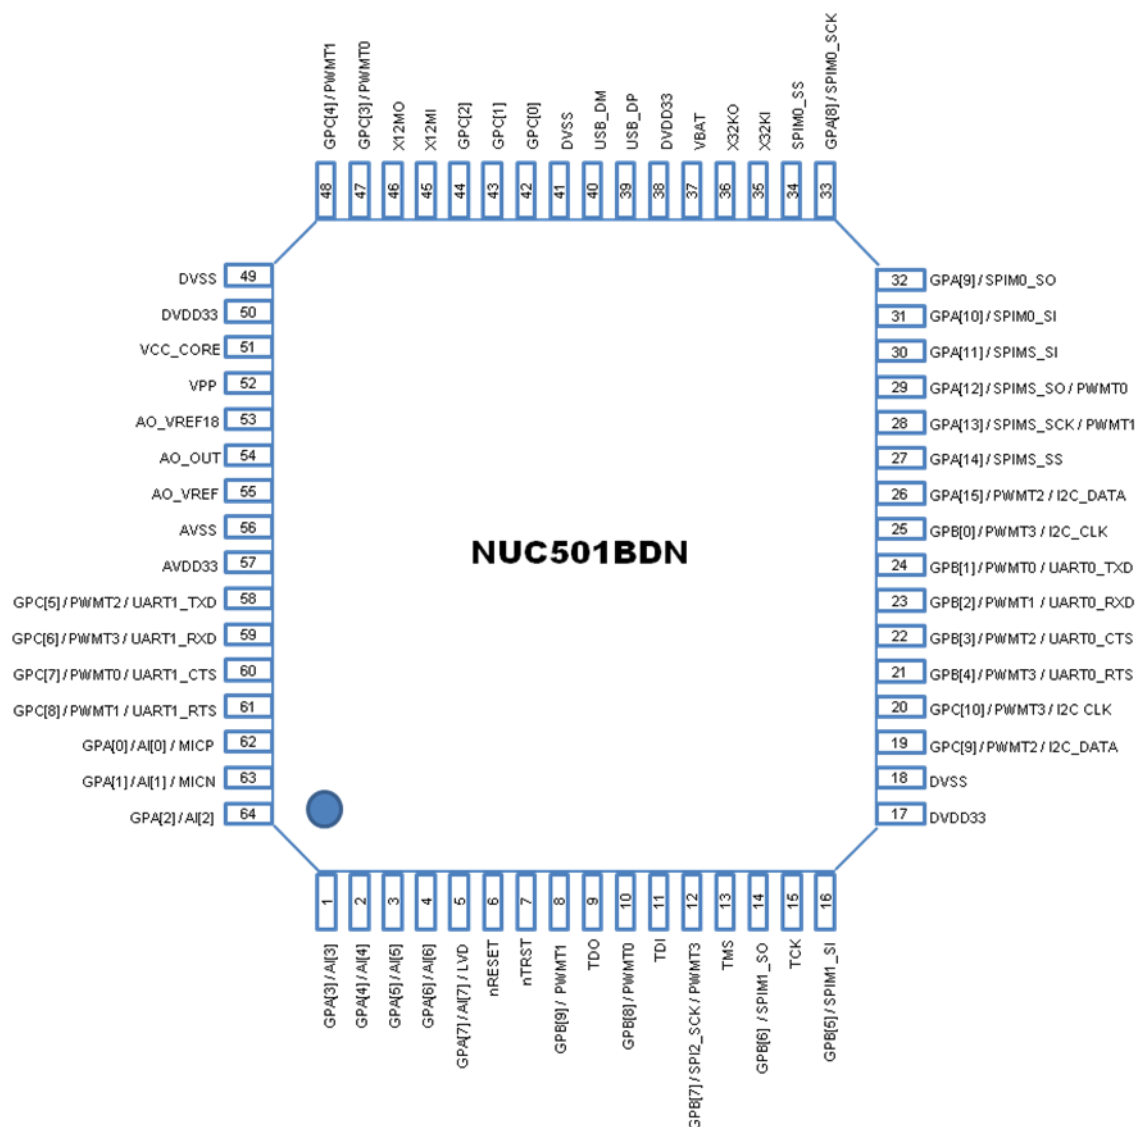 GPC[4] / PWMT1
GPC[3] / PWMT0
X12MO
X12MI
GPC[2]
GPC[1]
GPC[0]
DVSS
USB_DM
USB_DP
DVDD33
VBAT
X32KO
X32KI
SPIM0_SS
GPA[8] / SPIM0_SCK
48
47
46
45
44
43
42
41
40
39
38
37
36
35
34
33
DVSS 49
DVDD33 50
VCC_CORE 51
VPP 52
AO_VREF18 53
AO_OUT 54
AO_VREF 55
AVSS 56
AVDD33 57
GPC[5] / PWMT2 / UART1_TXD 58
GPC[6] / PWMT3 / UART1_RXD 59
GPC[7] / PWMT0 / UART1_CTS 60
GPC[8] / PWMT1 / UART1_RTS 61
GPA[0] / AI[0] / MICP 62
GPA[1] / AI[1] / MICN 63
GPA[2] / AI[2] 64
NUC501BDN
32 GPA[9] / SPIM0_SO
31 GPA[10] / SPIM0_SI
30 GPA[11] / SPIMS_SI
29 GPA[12] / SPIMS_SO / PWMT0
28 GPA[13] / SPIMS_SCK / PWMT1
27 GPA[14] / SPIMS_SS
26 GPA[15] / PWMT2 / I2C_DATA
25 GPB[0] / PWMT3 / I2C_CLK
24 GPB[1] / PWMT0 / UART0_TXD
23 GPB[2] / PWMT1 / UART0_RXD
22 GPB[3] / PWMT2 / UART0_CTS
21 GPB[4] / PWMT3 / UART0_RTS
20 GPC[10] / PWMT3 / I2C CLK
19 GPC[9] / PWMT2 / I2C_DATA
18 DVSS
17 DVDD33
1
2
3
4
5
6
7
8
9
10
11
12
13
14
15
16
GPA[3] / AI[3]
GPA[4] / AI[4]
GPA[5] / AI[5]
GPA[6] / AI[6]
GPA[7] / AI[7] / LVD
nRESET
nTRST
GPB[9] / PWMT1
TDO
GPB[8] / PWMT0
TDI
GPB[7] / SPI2_SCK / PWMT3
TMS
GPB[6] / SPIM1_SO
TCK
GPB[5] / SPIM1_SI